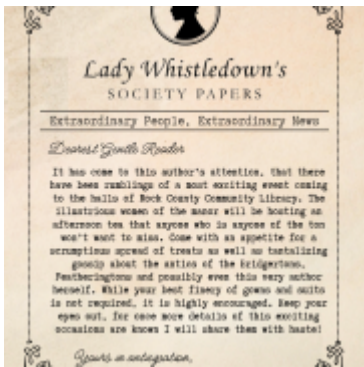 Lady Whistledown's
SOCIETY PAPERS
Extraordinary People, Extraordinary News
Dearest Gentle Reader
It has come to this author's attention, that there
have been ramblings of a most exciting event coming
to the halls of Rock County Community Library. The
illustrious women of the manor will be hosting an
afternoon tea that anyone who is anyone of the ton
won't want to miss. Come with an appetite for a
scrumptious spread of treats as well as tantalizing
gossip about the antics of the Bridgertons,
Featheringtons and possibly even this very author
herself. While your best finery of gowns and suits
is not required, it is highly encouraged. Keep your
eyes out, for once more details of this exciting
occasions are known I will share them with haste!
Yours in antegration,